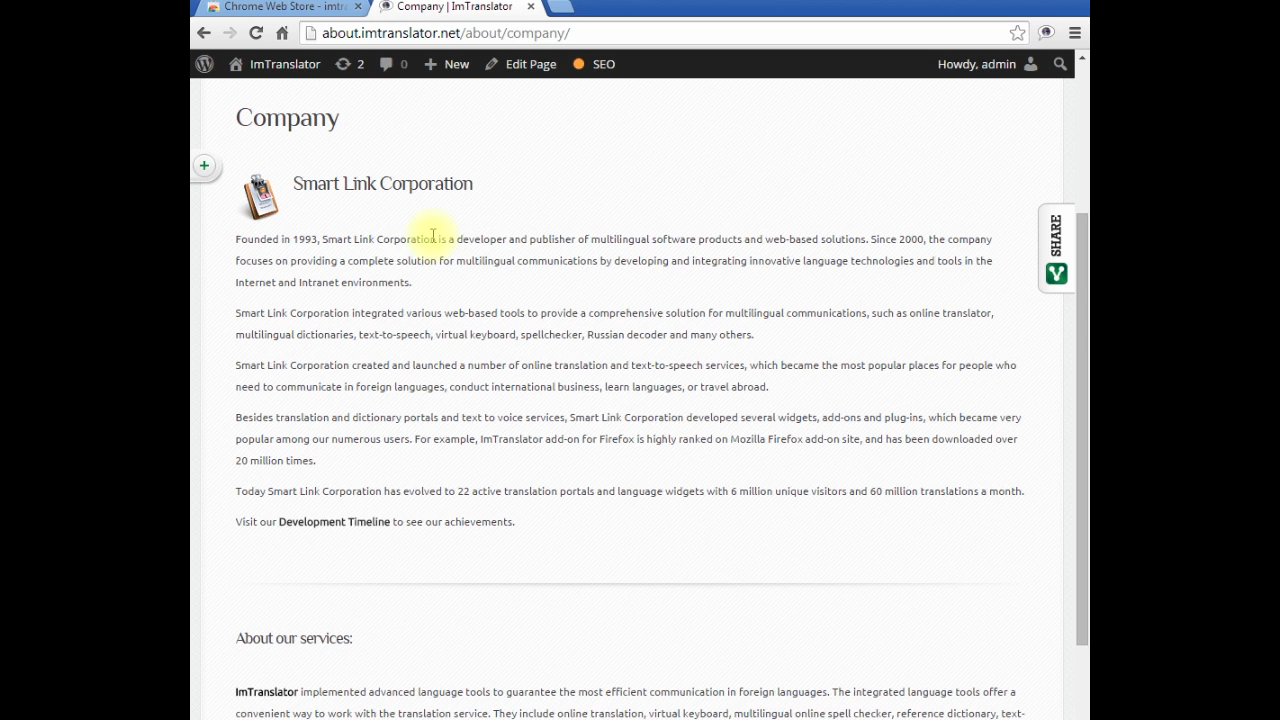 Chrome Web Store - imtr
Company | ImTranslator
about.imtranslator.net/about/company/
ImTranslator 2 0 New Edit Page SEO Howdy, admin
Company
Smart Link Corporation
SHARE
Founded in 1993, Smart Link Corporation is a developer and publisher of multilingual software products and web-based solutions. Since 2000, the company
focuses on providing a complete solution for multilingual communications by developing and integrating innovative language technologies and tools in the
Internet and Intranet environments.
Smart Link Corporation integrated various web-based tools to provide a comprehensive solution for multilingual communications, such as online translator,
multilingual dictionaries, text-to-speech, virtual keyboard, spellchecker, Russian decoder and many others.
Smart Link Corporation created and launched a number of online translation and text-to-speech services, which became the most popular places for people who
need to communicate in foreign languages, conduct international business, learn languages, or travel abroad.
Besides translation and dictionary portals and text to voice services, Smart Link Corporation developed several widgets, add-ons and plug-ins, which became very
popular among our numerous users. For example, ImTranslator add-on for Firefox is highly ranked on Mozilla Firefox add-on site, and has been downloaded over
20 million times.
Today Smart Link Corporation has evolved to 22 active translation portals and language widgets with 6 million unique visitors and 60 million translations a month.
Visit our Development Timeline to see our achievements.
About our services:
ImTranslator implemented advanced language tools to guarantee the most efficient communication in foreign languages. The integrated language tools offer a
convenient way to work with the translation service. They include online translation, virtual keyboard, multilingual online spell checker, reference dictionary, text-